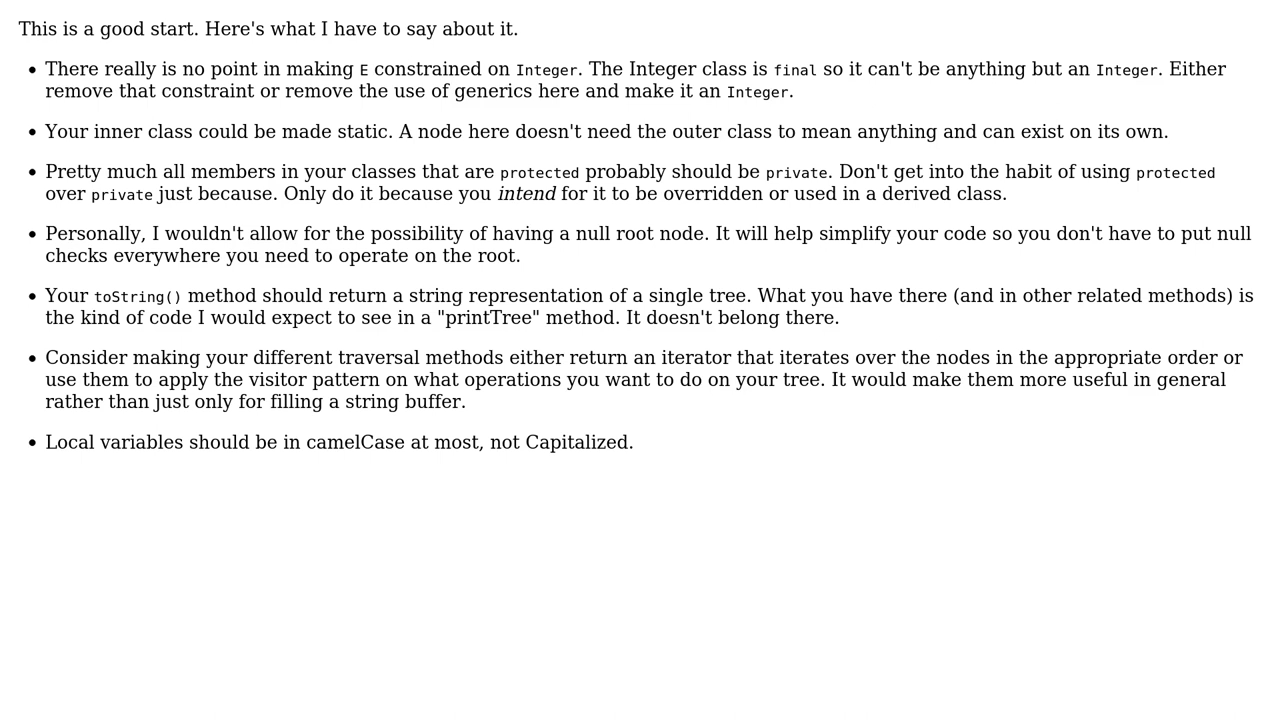 This is a good start. Here's what I have to say about it.
• There really is no point in making E constrained on Integer. The Integer class is final so it can't be anything but an Integer. Either
remove that constraint or remove the use of generics here and make it an Integer.
• Your inner class could be made static. A node here doesn't need the outer class to mean anything and can exist on its own.
• Pretty much all members in your classes that are protected probably should be private. Don't get into the habit of using protected
over private just because. Only do it because you intend for it to be overridden or used in a derived class.
• Personally, I wouldn't allow for the possibility of having a null root node. It will help simplify your code so you don't have to put null
checks everywhere you need to operate on the root.
• Your toString() method should return a string representation of a single tree. What you have there (and in other related methods) is
the kind of code I would expect to see in a "printTree" method. It doesn't belong there.
• Consider making your different traversal methods either return an iterator that iterates over the nodes in the appropriate order or
use them to apply the visitor pattern on what operations you want to do on your tree. It would make them more useful in general
rather than just only for filling a string buffer.
• Local variables should be in camelCase at most, not Capitalized.